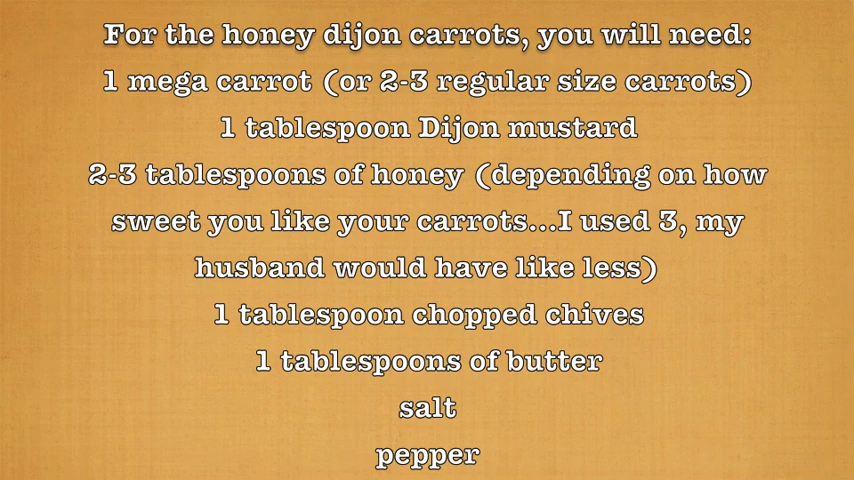 For the honey dijon carrots, you will need:
1 mega carrot (or 2-3 regular size carrots)
1 tablespoon Dijon mustard
2-3 tablespoons of honey (depending on how
sweet you like your carrots...I used 3, my
husband would have like less)
1 tablespoon chopped chives
1 tablespoons of butter
salt
pepper